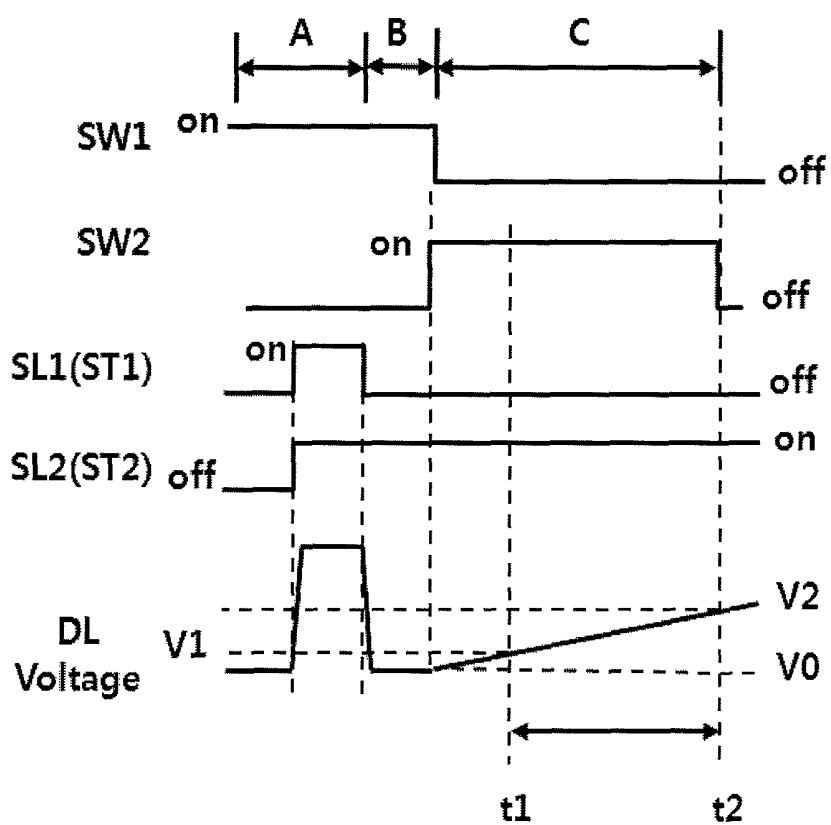 A B C
SW1 on off
SW2 on off
SL1(ST1) on off
SL2(ST2) off on
DL
Voltage
V1 V2
V0
t1 t2